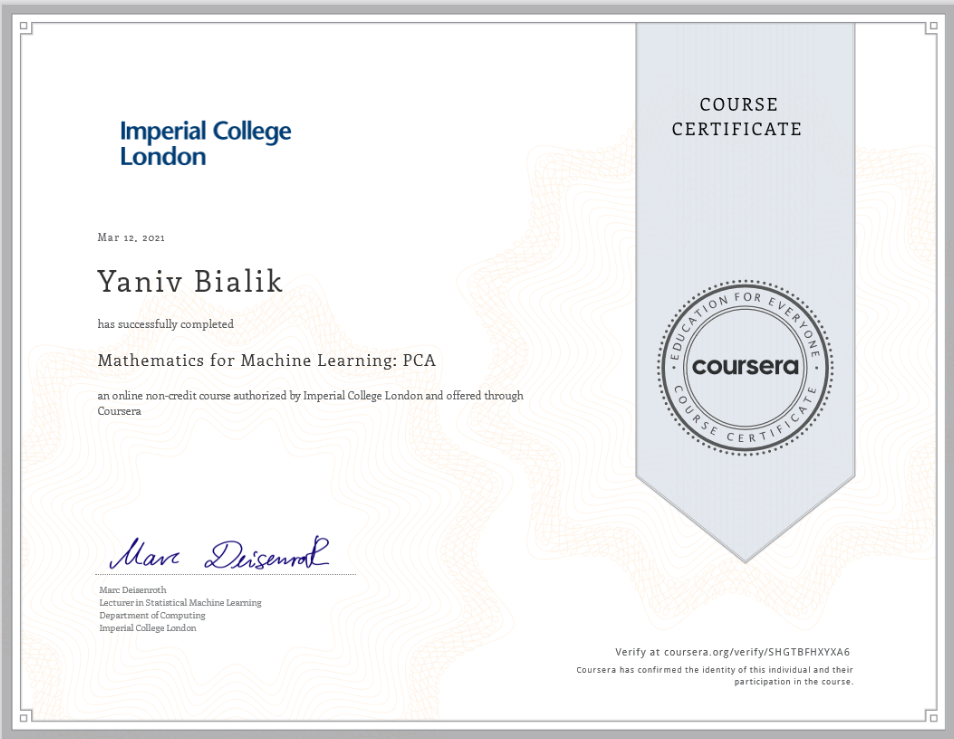 Imperial College
London
COURSE
CERTIFICATE
Mar 12, 2021
Yaniv Bialik
has successfully completed
Mathematics for Machine Learning: PCA
an online non-credit course authorized by Imperial College London and offered through
Coursera
EDUCATION FOR EVERYONE
coursera
COURSE CERTIFICATE
Marc Deisenroth
Marc Deisenroth
Lecturer in Statistical Machine Learning
Department of Computing
Imperial College London
Verify at coursera.org/verify/SHGTBFHXYXA6
Coursera has confirmed the identity of this individual and their
participation in the course.